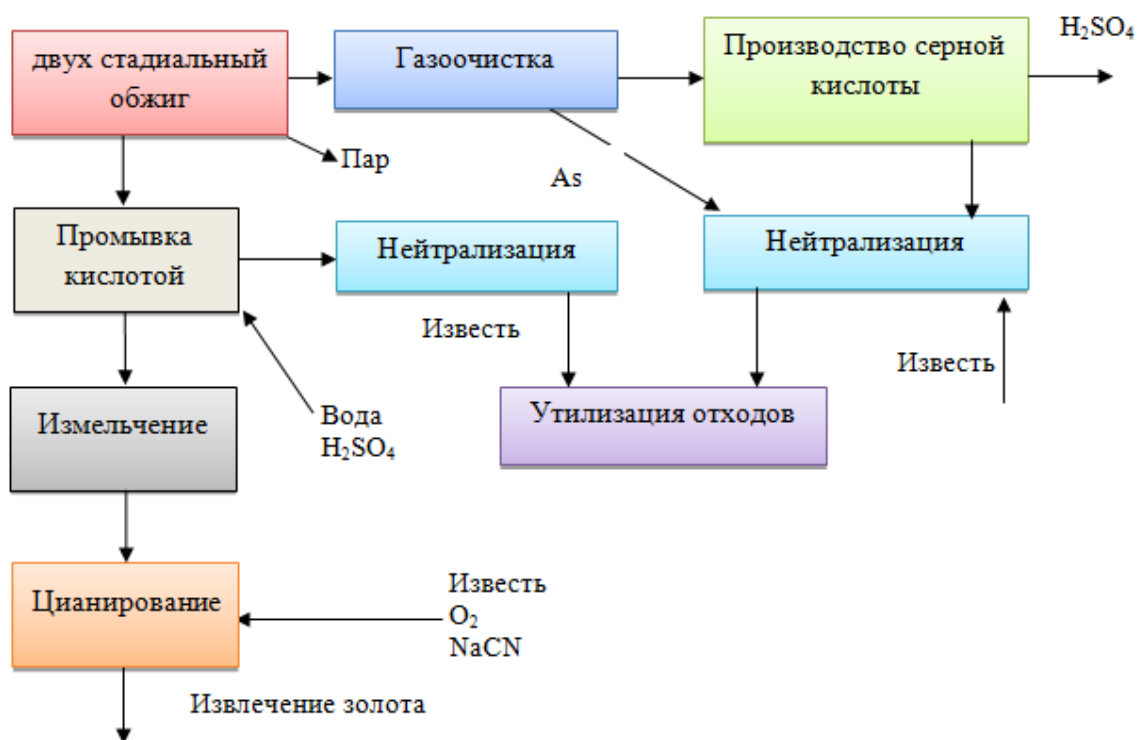 двух стадиальный
обжиг
Газоочистка
Производство серной
кислоты
H₂SO₄
Пар
As
Промывка
кислотой
Нейтрализация
Нейтрализация
Известь
Известь
Измельчение
Вода
H₂SO₄
Утилизация отходов
Цианирование
Известь
O₂
NaCN
Извлечение золота